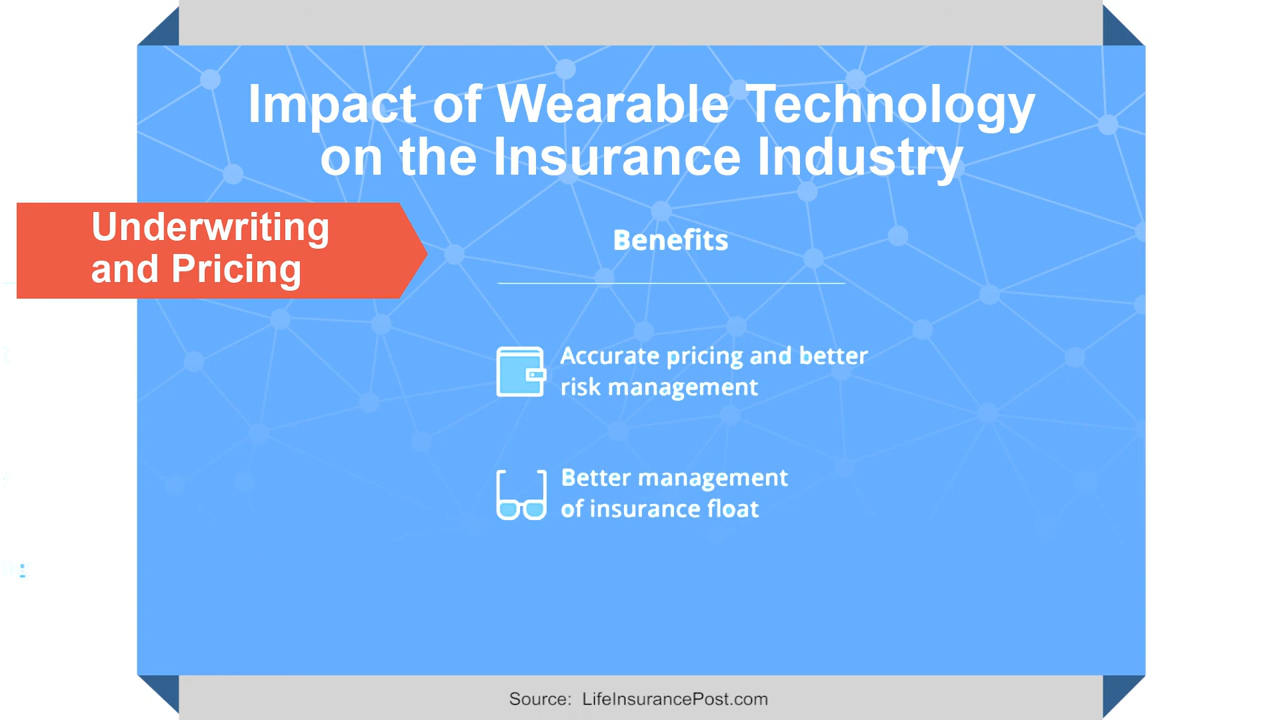 Impact of Wearable Technology
on the Insurance Industry
Underwriting
and Pricing
Benefits
Accurate pricing and better
risk management
Better management
of insurance float
Source: LifeInsurancePost.com